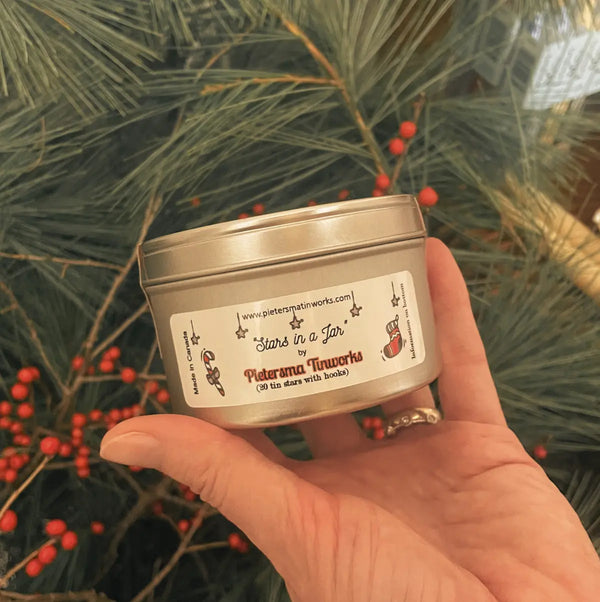 www.pietersmatinworks.com
"Stars in a Jar"
by
Pietersma Tinworks
(20 tin stars with hooks)
Made in Canada
Information on bottom